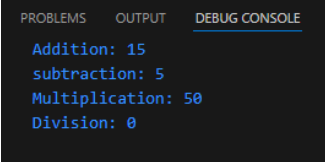 PROBLEMS OUTPUT DEBUG CONSOLE
Addition: 15
subtraction: 5
Multiplication: 50
Division: 0